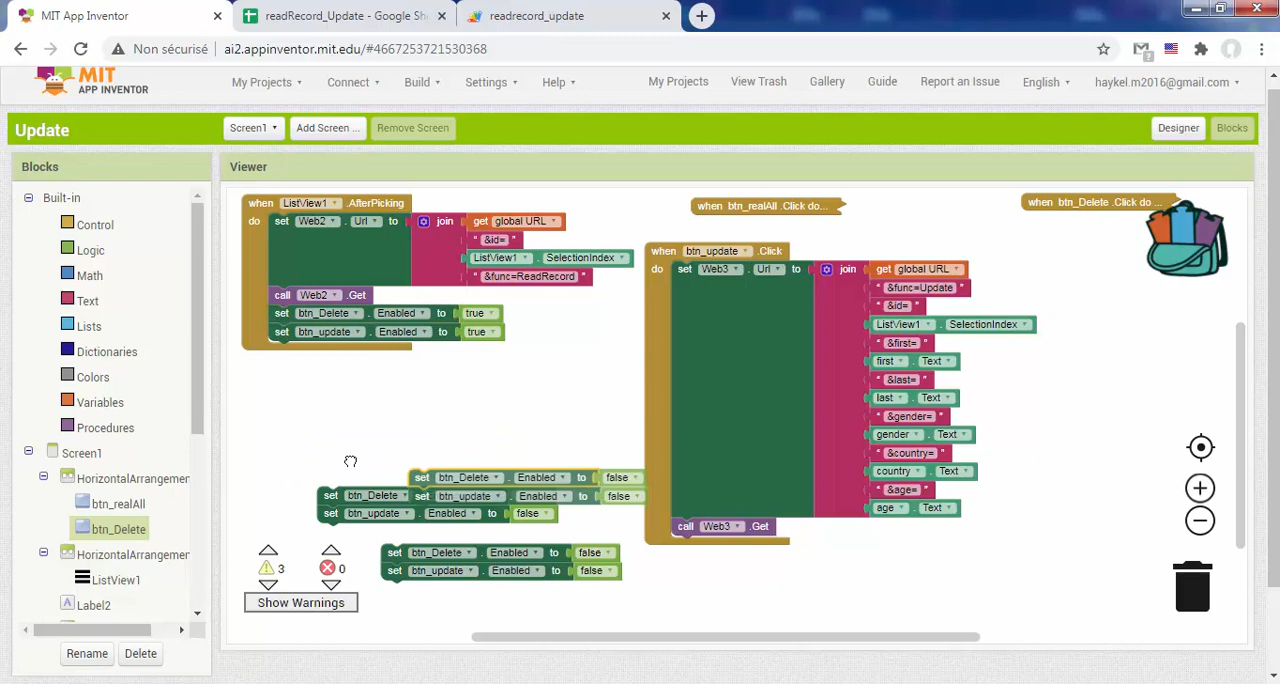 MIT App Inventor
readRecord_Update - Google She
readrecord_update
Non sécurisé
ai2.appinventor.mit.edu/#4667253721530368
MIT
APP INVENTOR
My Projects
Connect
Build
Settings
Help
My Projects
View Trash
Gallery
Guide
Report an Issue
English
haykel.m2016@gmail.com
Update
Screen1
Add Screen ...
Remove Screen
Designer
Blocks
Blocks
Viewer
Built-in
Control
Logic
Math
Text
Lists
Dictionaries
Colors
Variables
Procedures
Screen1
HorizontalArrangemen
btn_realAll
btn_Delete
HorizontalArrangemen
ListView1
Label2
Rename
Delete
when ListView1 .AfterPicking
do set Web2 . Url to join get global URL
" &id= "
ListView1 . SelectionIndex
" &func=ReadRecord "
call Web2 .Get
set btn_Delete . Enabled to true
set btn_update . Enabled to true
when btn_realAll .Click do...
when btn_Delete .Click do ...
when btn_update .Click
do set Web3 . Url to join get global URL
" &func=Update "
" &id= "
ListView1 . SelectionIndex
" &first= "
first . Text
" &last= "
last . Text
" &gender= "
gender . Text
" &country= "
country . Text
" &age= "
age . Text
call Web3 .Get
set btn_Delete . Enabled to false
set btn_Delete
set btn_update . Enabled to false
set btn_update . Enabled to false
set btn_Delete . Enabled to false
set btn_update . Enabled to false
3
0
Show Warnings